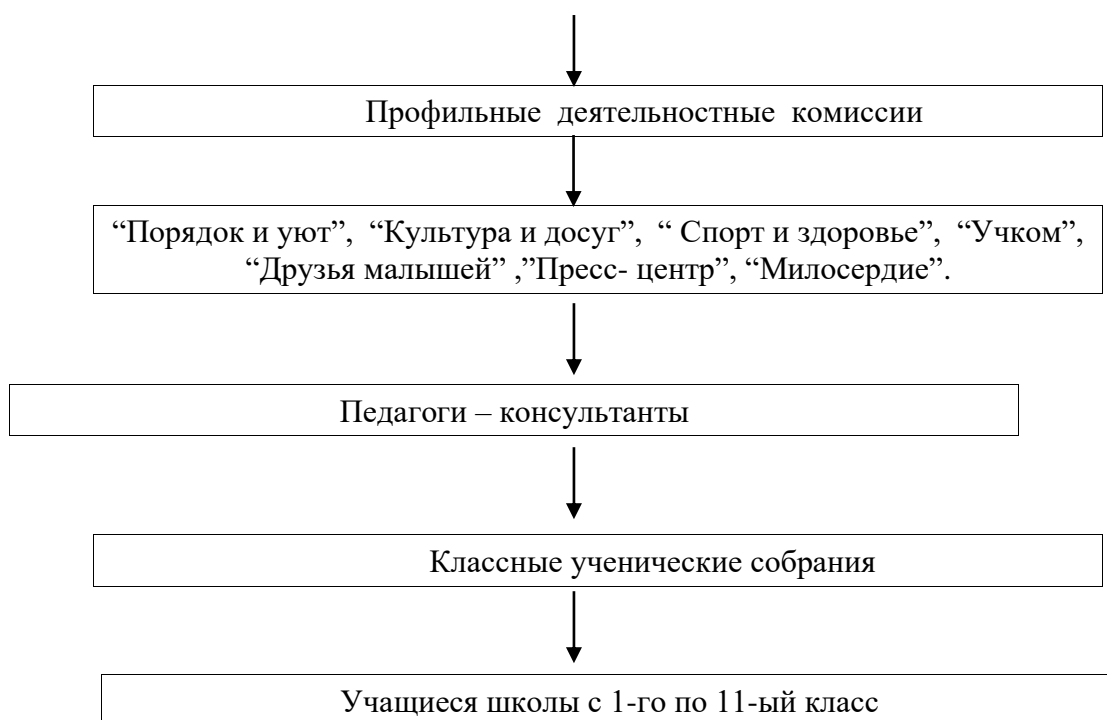 Профильные деятельностные комиссии
“Порядок и уют”, “Культура и досуг”, “ Спорт и здоровье”, “Учком”,
“Друзья малышей” ,”Пресс- центр”, “Милосердие”.
Педагоги – консультанты
Классные ученические собрания
Учащиеся школы с 1-го по 11-ый класс